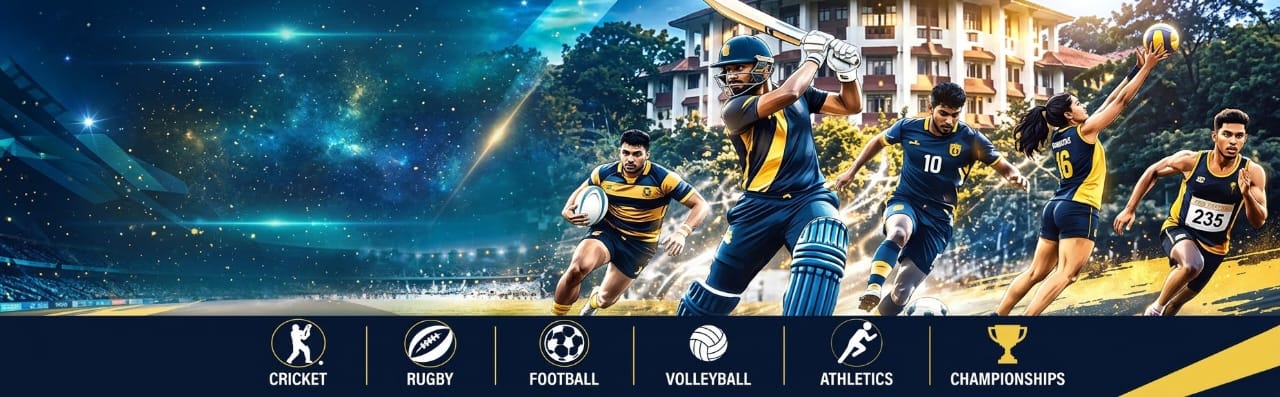 10
16
235
CRICKET
RUGBY
FOOTBALL
VOLLEYBALL
ATHLETICS
CHAMPIONSHIPS